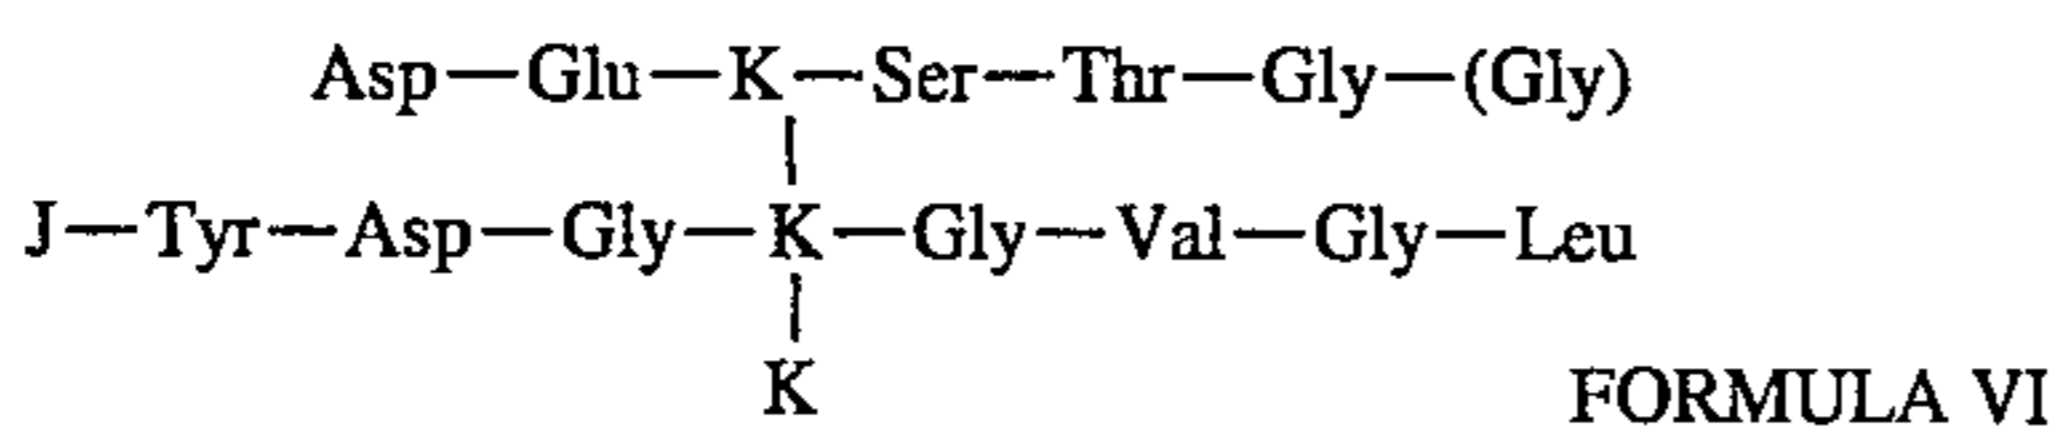 Asp—Glu—K—Ser—Thr—Gly—(Gly)
J—Tyr—Asp—Gly—K—Gly—Val—Gly—Leu
K
FORMULA VI